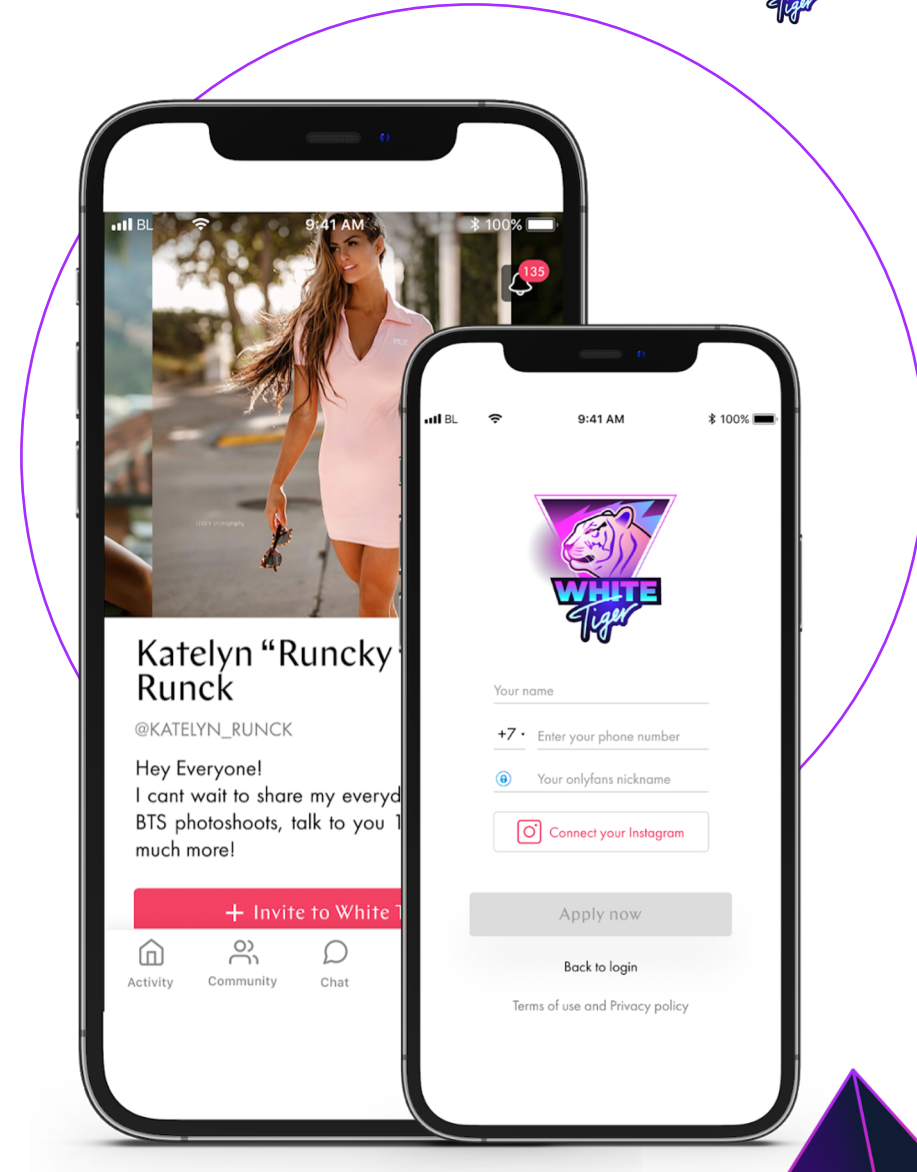 Tiger
BL
9:41 AM
100%
135
PLT
Katelyn “Runcky
Runck
@KATELYN_RUNCK
Hey Everyone!
I cant wait to share my everyd
BTS photoshoots, talk to you 1
much more!
+ Invite to White T
Activity
Community
Chat
BL
9:41 AM
100%
WHITE
Tiger
Your name
+7
Enter your phone number
Your onlyfans nickname
Connect your Instagram
Apply now
Back to login
Terms of use and Privacy policy